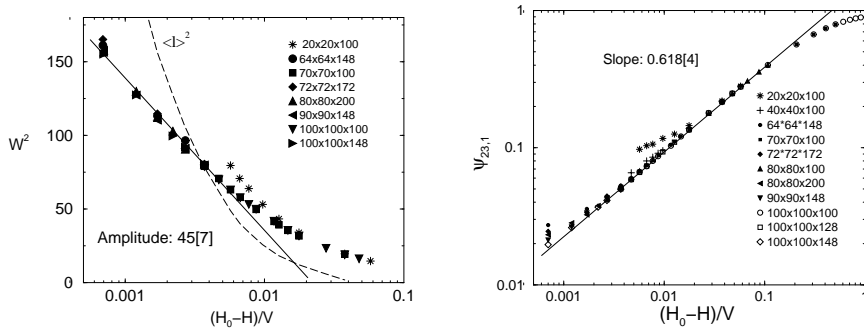 200
150
100
50
0
W²
<l>²
✳ 20x20x100
● 64x64x148
■ 70x70x100
◆ 72x72x172
▲ 80x80x200
◀ 90x90x148
▼ 100x100x100
▶ 100x100x148
Amplitude: 45[7]
0.001 0.01 0.1
(H₀−H)/V
1
0.1
0.01
Ψ₂₃,₁
Slope: 0.618[4]
✳ 20x20x100
+ 40x40x100
● 64*64*148
■ 70x70x100
◆ 72*72*172
▲ 80x80x100
◀ 80x80x200
▼ 90x90x148
○ 100x100x100
□ 100x100x128
◇ 100x100x148
0.001 0.01 0.1 1
(H₀−H)/V